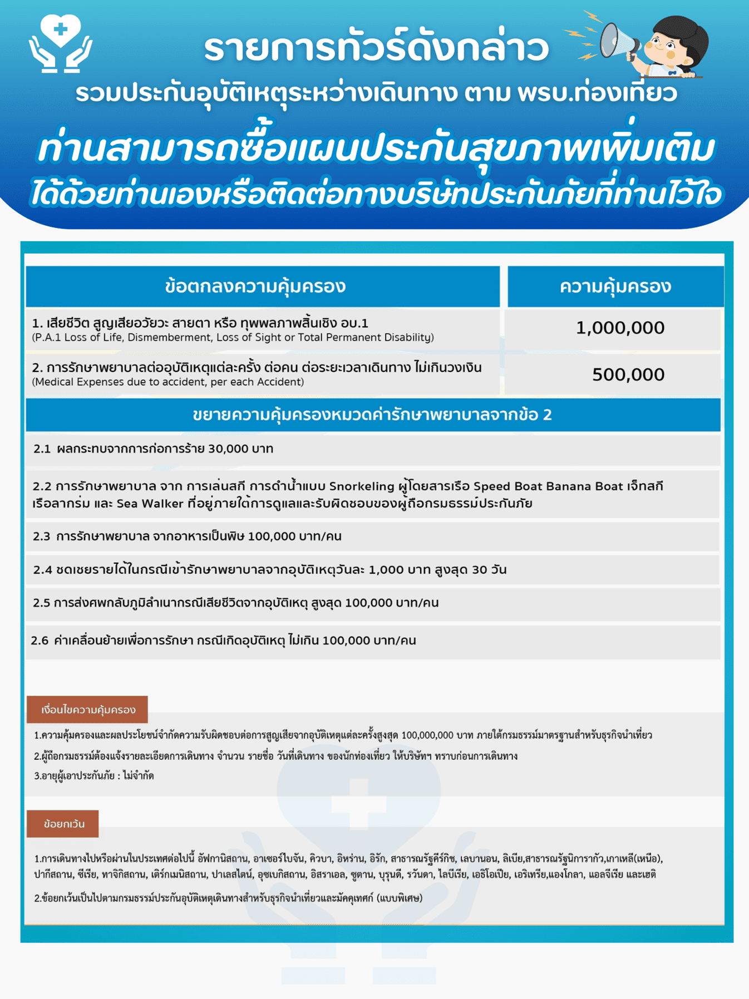 รายการทัวร์ดังกล่าว
รวมประกันอุบัติเหตุระหว่างเดินทาง ตาม พรบ.ท่องเที่ยว
ท่านสามารถซื้อแผนประกันสุขภาพเพิ่มเติม
ได้ด้วยท่านเองหรือติดต่อทางบริษัทประกันภัยที่ท่านไว้ใจ
ข้อตกลงความคุ้มครอง ความคุ้มครอง
1. เสียชีวิต สูญเสียอวัยวะ สายตา หรือ ทุพพลภาพสิ้นเชิง อบ.1
(P.A.1 Loss of Life, Dismemberment, Loss of Sight or Total Permanent Disability)
1,000,000
2. การรักษาพยาบาลต่ออุบัติเหตุแต่ละครั้ง ต่อคน ต่อระยะเวลาเดินทาง ไม่เกินวงเงิน
(Medical Expenses due to accident, per each Accident)
500,000
ขยายความคุ้มครองหมวดค่ารักษาพยาบาลจากข้อ 2
2.1 ผลกระทบจากการก่อการร้าย 30,000 บาท
2.2 การรักษาพยาบาล จาก การเล่นสกี การดำน้ำแบบ Snorkeling ผู้โดยสารเรือ Speed Boat Banana Boat เจ็ทสกี
เรือลากร่ม และ Sea Walker ที่อยู่ภายใต้การดูแลและรับผิดชอบของผู้ถือกรมธรรม์ประกันภัย
2.3 การรักษาพยาบาล จากอาหารเป็นพิษ 100,000 บาท/คน
2.4 ชดเชยรายได้ในกรณีเข้ารักษาพยาบาลจากอุบัติเหตุวันละ 1,000 บาท สูงสุด 30 วัน
2.5 การส่งศพกลับภูมิลำเนากรณีเสียชีวิตจากอุบัติเหตุ สูงสุด 100,000 บาท/คน
2.6 ค่าเคลื่อนย้ายเพื่อการรักษา กรณีเกิดอุบัติเหตุ ไม่เกิน 100,000 บาท/คน
เงื่อนไขความคุ้มครอง
1.ความคุ้มครองและผลประโยชน์จำกัดความรับผิดชอบต่อการสูญเสียจากอุบัติเหตุแต่ละครั้งสูงสุด 100,000,000 บาท ภายใต้กรมธรรม์มาตรฐานสำหรับธุรกิจนำเที่ยว
2.ผู้ถือกรมธรรม์ต้องแจ้งรายละเอียดการเดินทาง จำนวน รายชื่อ วันที่เดินทาง ของนักท่องเที่ยว ให้บริษัทฯ ทราบก่อนการเดินทาง
3.อายุผู้เอาประกันภัย : ไม่จำกัด
ข้อยกเว้น
1.การเดินทางไปหรือผ่านในประเทศต่อไปนี้ อัฟกานิสถาน, อาเซอร์ไบจัน, คิวบา, อิหร่าน, อิรัก, สาธารณรัฐคีร์กิซ, เลบานอน, ลิเบีย,สาธารณรัฐนิการากัว,เกาหลี(เหนือ),
ปากีสถาน, ซีเรีย, ทาจิกิสถาน, เติร์กเมนิสถาน, ปาเลสไตน์, อุซเบกิสถาน, อิสราเอล, ซูตาน, บุรุนดี, รวันดา, ไลบีเรีย, เอธิโอเปีย, เอริเทรีย,แองโกลา, แอลจีเรีย และเฮติ
2.ข้อยกเว้นเป็นไปตามกรมธรรม์ประกันอุบัติเหตุเดินทางสำหรับธุรกิจนำเที่ยวและมัคคุเทศก์ (แบบพิเศษ)